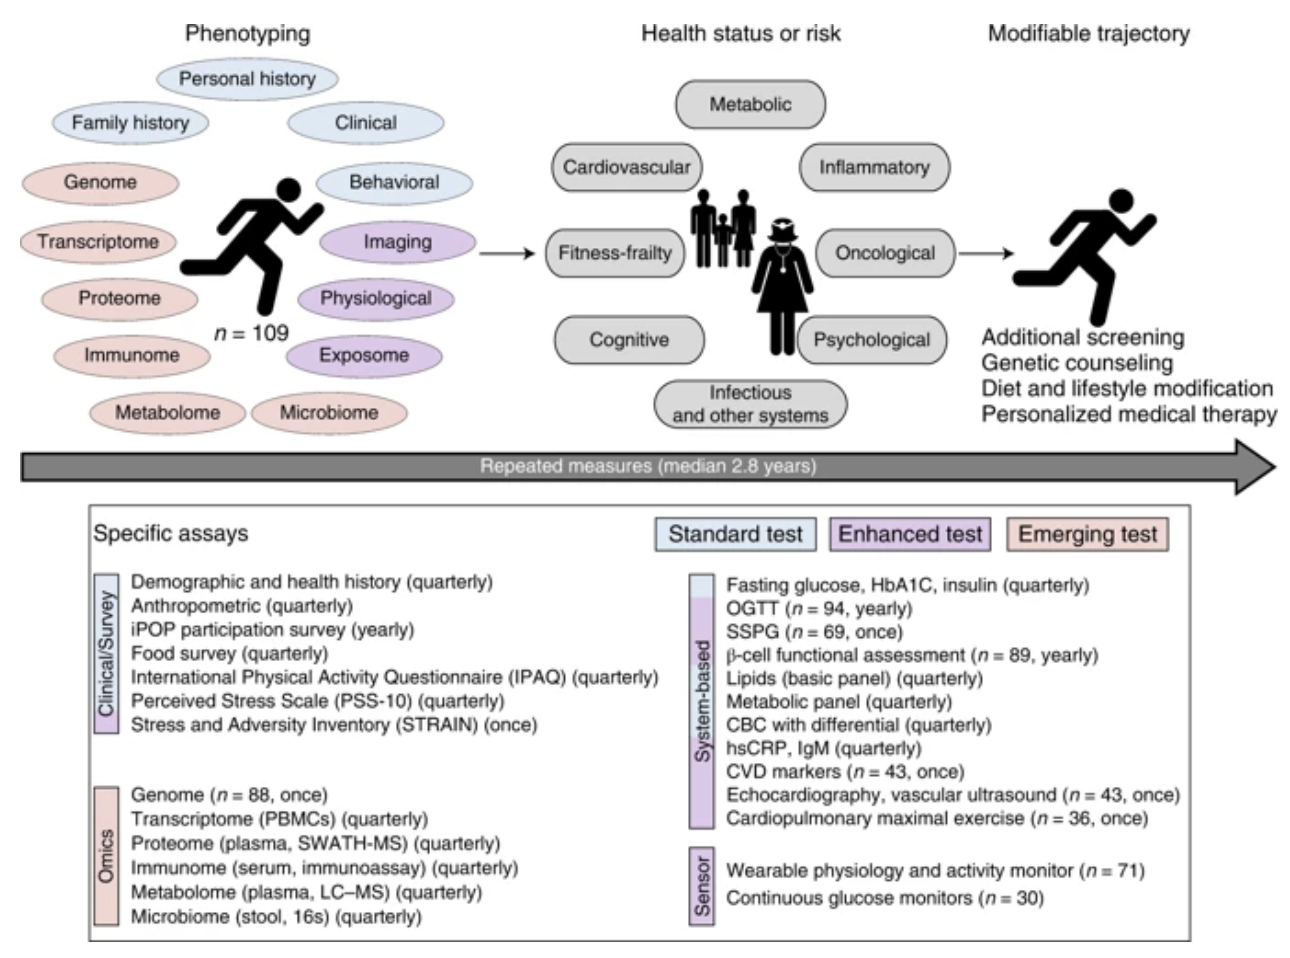 Phenotyping
Health status or risk
Modifiable trajectory
Personal history
Family history
Clinical
Genome
Behavioral
Transcriptome
Imaging
Proteome
Physiological
n = 109
Immunome
Exposome
Metabolome
Microbiome
Metabolic
Cardiovascular
Inflammatory
Fitness-frailty
Oncological
Cognitive
Psychological
Infectious
and other systems
Additional screening
Genetic counseling
Diet and lifestyle modification
Personalized medical therapy
Repeated measures (median 2.8 years)
Specific assays
Standard test
Enhanced test
Emerging test
Clinical/Survey
Demographic and health history (quarterly)
Anthropometric (quarterly)
iPOP participation survey (yearly)
Food survey (quarterly)
International Physical Activity Questionnaire (IPAQ) (quarterly)
Perceived Stress Scale (PSS-10) (quarterly)
Stress and Adversity Inventory (STRAIN) (once)
Omics
Genome (n = 88, once)
Transcriptome (PBMCs) (quarterly)
Proteome (plasma, SWATH-MS) (quarterly)
Immunome (serum, immunoassay) (quarterly)
Metabolome (plasma, LC–MS) (quarterly)
Microbiome (stool, 16s) (quarterly)
System-based
Fasting glucose, HbA1C, insulin (quarterly)
OGTT (n = 94, yearly)
SSPG (n = 69, once)
β-cell functional assessment (n = 89, yearly)
Lipids (basic panel) (quarterly)
Metabolic panel (quarterly)
CBC with differential (quarterly)
hsCRP, IgM (quarterly)
CVD markers (n = 43, once)
Echocardiography, vascular ultrasound (n = 43, once)
Cardiopulmonary maximal exercise (n = 36, once)
Sensor
Wearable physiology and activity monitor (n = 71)
Continuous glucose monitors (n = 30)